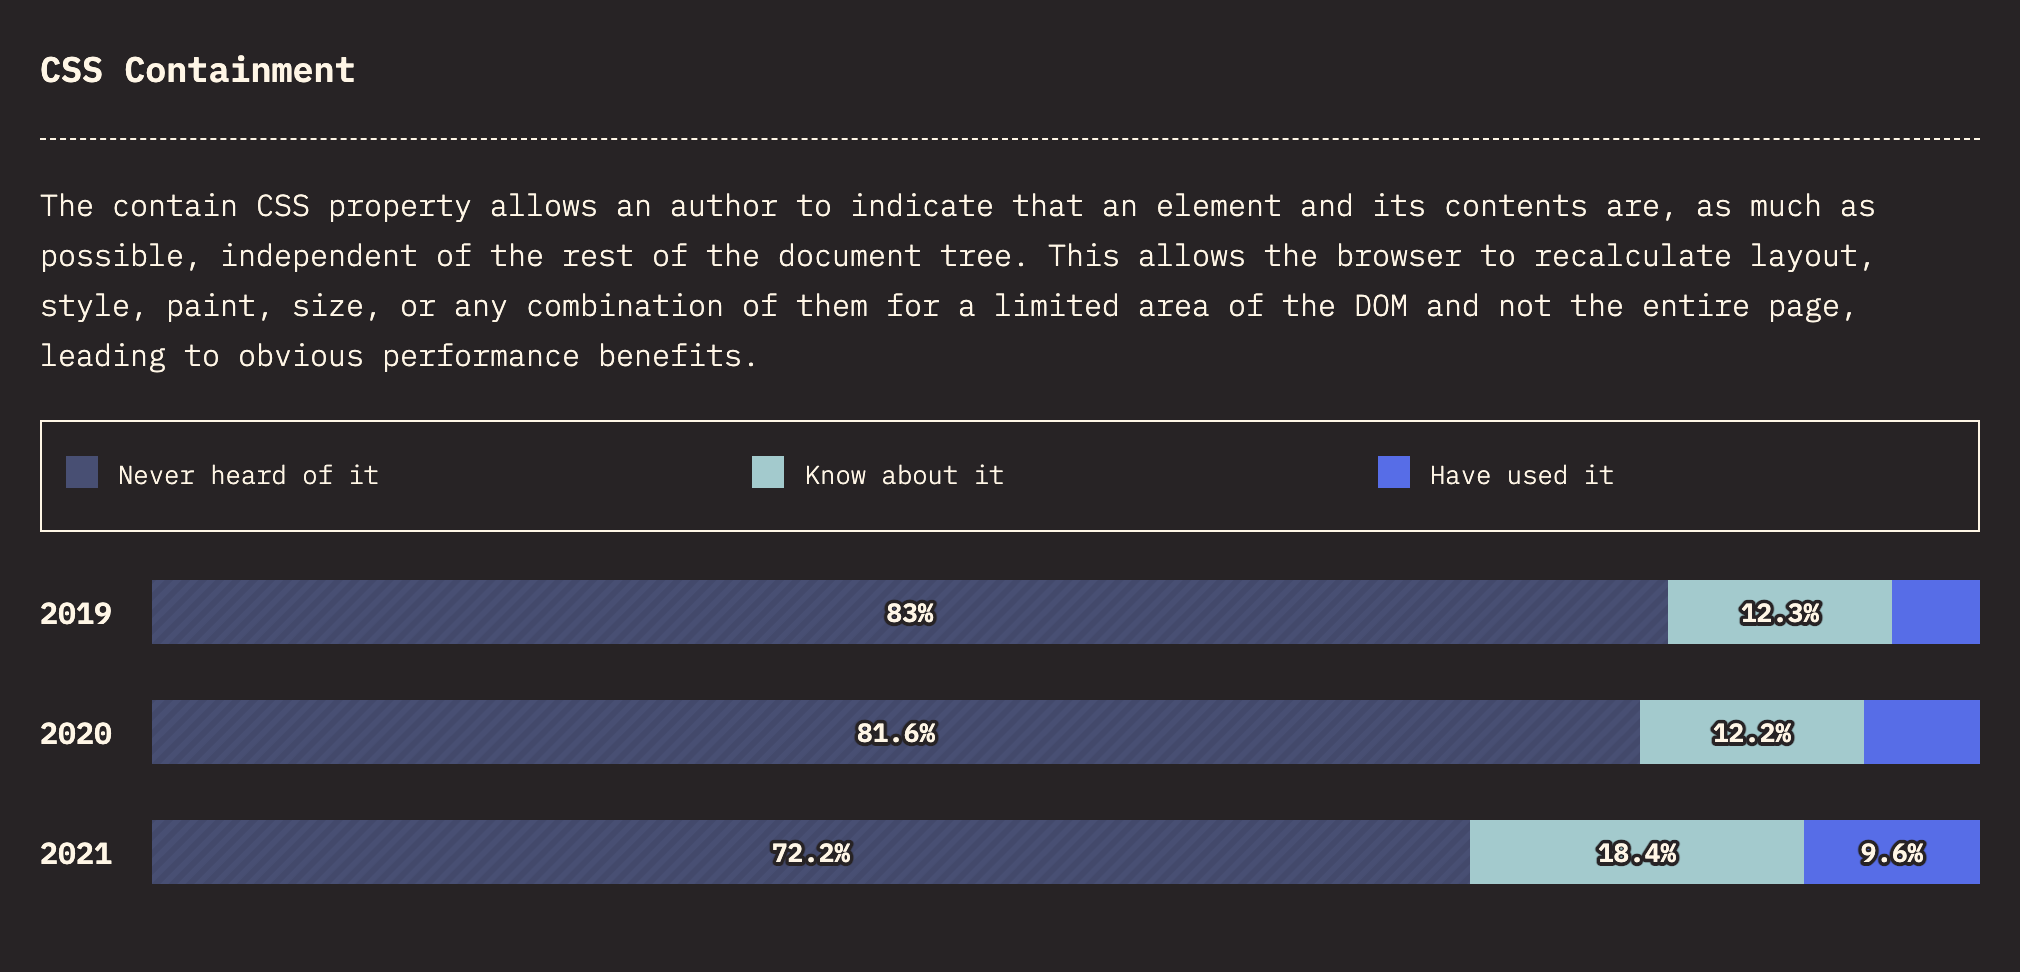 CSS Containment
The contain CSS property allows an author to indicate that an element and its contents are, as much as
possible, independent of the rest of the document tree. This allows the browser to recalculate layout,
style, paint, size, or any combination of them for a limited area of the DOM and not the entire page,
leading to obvious performance benefits.
Never heard of it Know about it Have used it
2019 83% 12.3%
2020 81.6% 12.2%
2021 72.2% 18.4% 9.6%